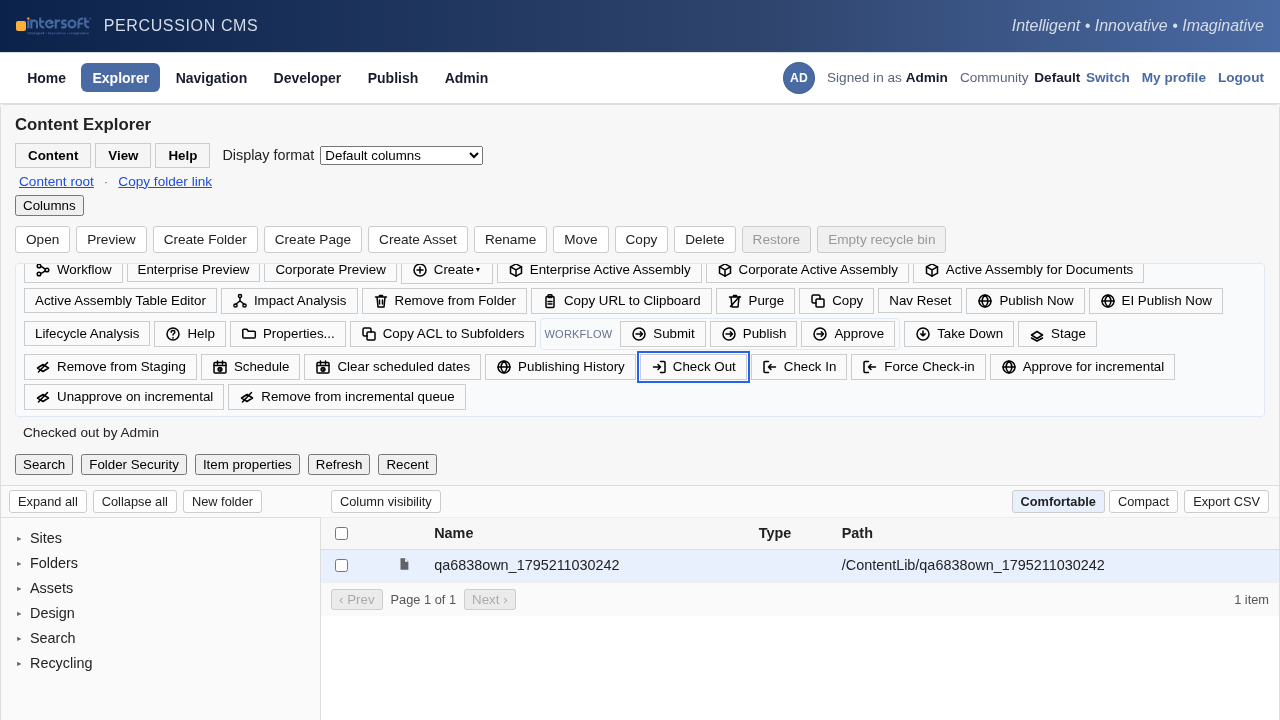 intersoft PERCUSSION CMS Intelligent • Innovative • Imaginative
Home Explorer Navigation Developer Publish Admin AD Signed in as Admin Community Default Switch My profile Logout
Content Explorer
Content View Help Display format Default columns
Content root · Copy folder link
Columns
Open Preview Create Folder Create Page Create Asset Rename Move Copy Delete Restore Empty recycle bin
Workflow Enterprise Preview Corporate Preview Create ▾ Enterprise Active Assembly Corporate Active Assembly Active Assembly for Documents
Active Assembly Table Editor Impact Analysis Remove from Folder Copy URL to Clipboard Purge Copy Nav Reset Publish Now EI Publish Now
Lifecycle Analysis Help Properties... Copy ACL to Subfolders WORKFLOW Submit Publish Approve Take Down Stage
Remove from Staging Schedule Clear scheduled dates Publishing History Check Out Check In Force Check-in Approve for incremental
Unapprove on incremental Remove from incremental queue
Checked out by Admin
Search Folder Security Item properties Refresh Recent
Expand all Collapse all New folder Column visibility Comfortable Compact Export CSV
Name Type Path
Sites
qa6838own_1795211030242 /ContentLib/qa6838own_1795211030242
Folders
Assets
‹ Prev Page 1 of 1 Next › 1 item
Design
Search
Recycling